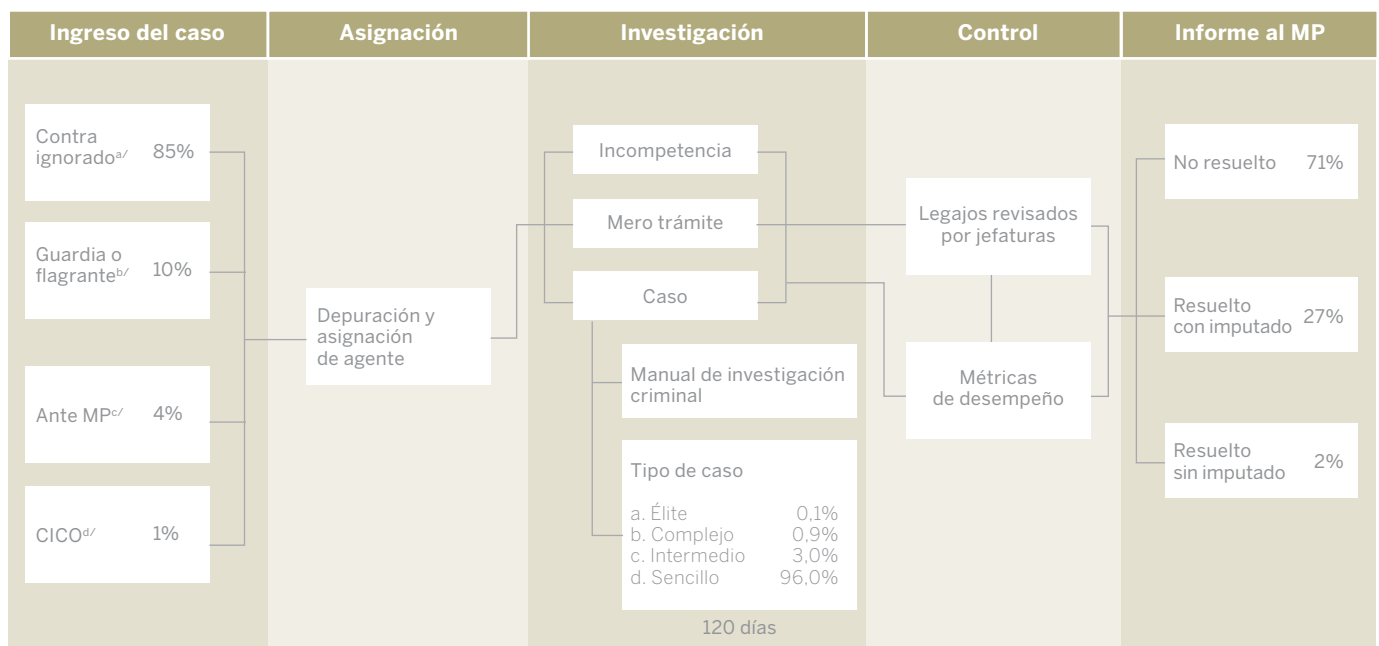 Ingreso del caso
Asignación
Investigación
Control
Informe al MP
Contra
ignoradoa/ 85%
Guardia o
flagranteb/ 10%
Ante MPc/ 4%
CICOd/ 1%
Depuración y
asignación
de agente
Incompetencia
Mero trámite
Caso
Manual de investigación
criminal
Tipo de caso
a. Élite 0,1%
b. Complejo 0,9%
c. Intermedio 3,0%
d. Sencillo 96,0%
120 días
Legajos revisados
por jefaturas
Métricas
de desempeño
No resuelto 71%
Resuelto
con imputado 27%
Resuelto
sin imputado 2%